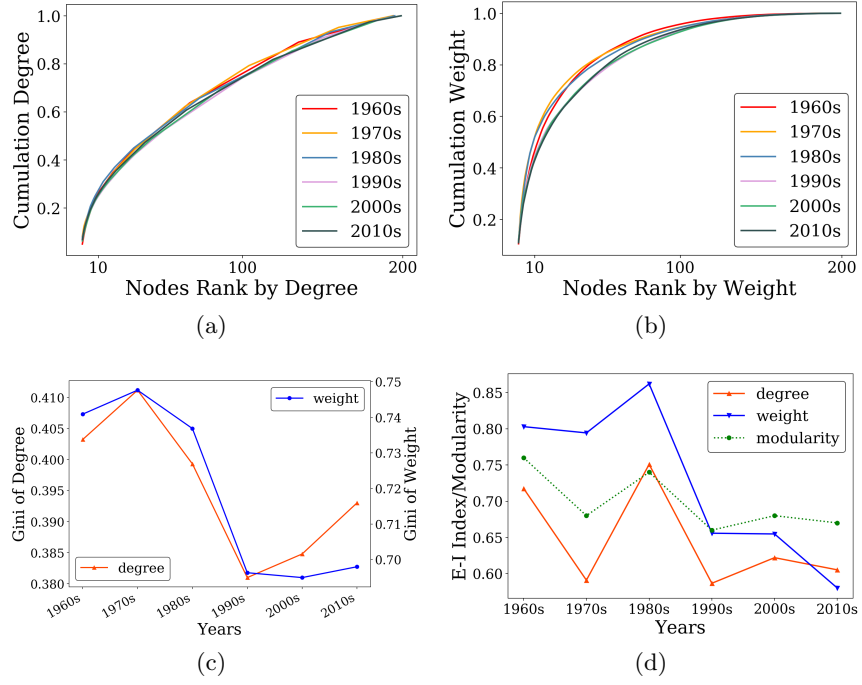 1.0
0.8
0.6
0.4
0.2
Cumulation Degree
1960s
1970s
1980s
1990s
2000s
2010s
10
100
200
Nodes Rank by Degree
(a)
1.0
0.8
0.6
0.4
0.2
Cumulation Weight
1960s
1970s
1980s
1990s
2000s
2010s
10
100
200
Nodes Rank by Weight
(b)
0.410
0.405
0.400
0.395
0.390
0.385
0.380
Gini of Degree
weight
degree
0.75
0.74
0.73
0.72
0.71
0.70
Gini of Weight
1960s
1970s
1980s
1990s
2000s
2010s
Years
(c)
0.85
0.80
0.75
0.70
0.65
0.60
E-I Index/Modularity
degree
weight
modularity
1960s
1970s
1980s
1990s
2000s
2010s
Years
(d)